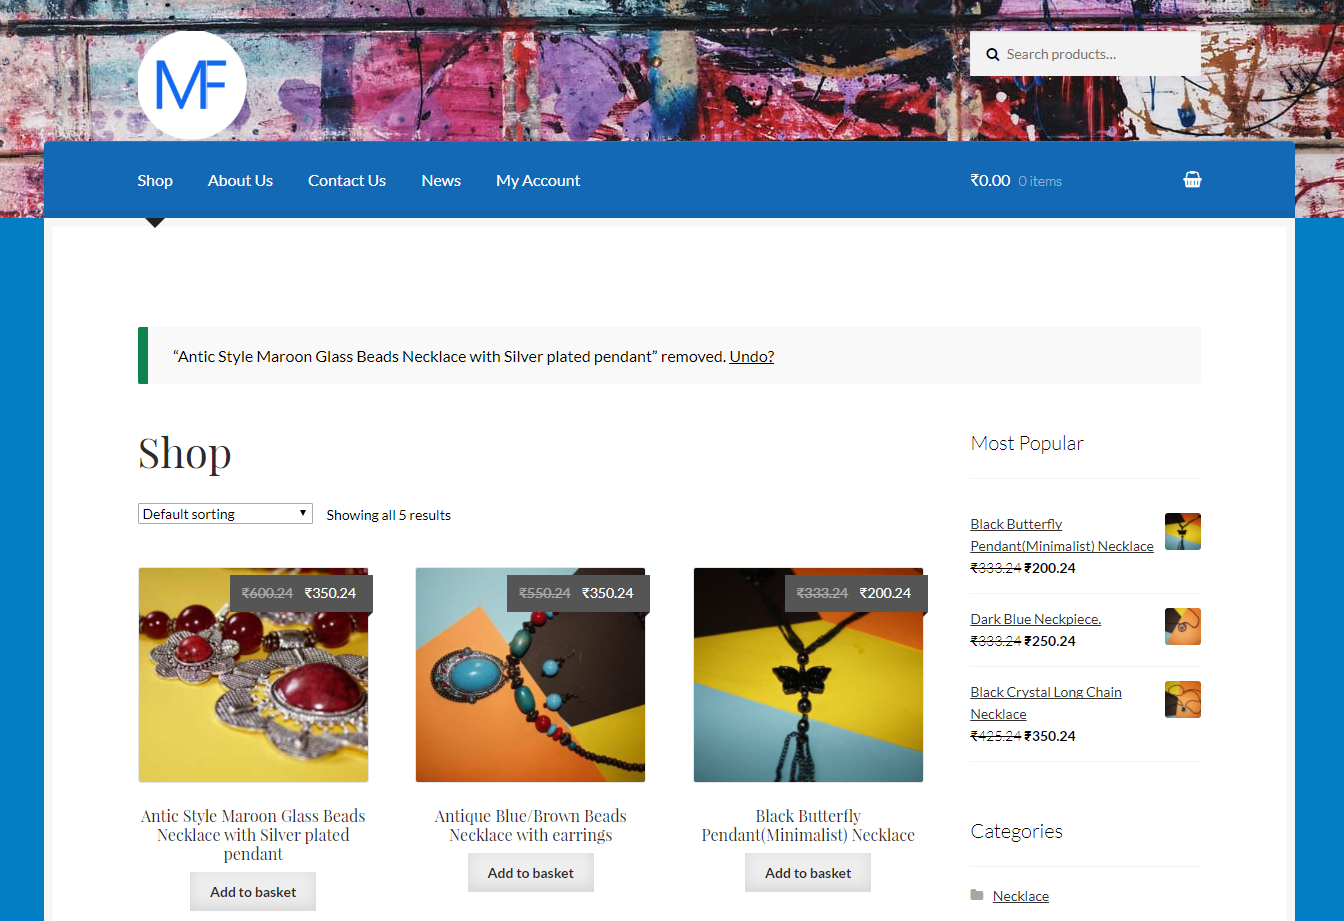 MF
Search products...
Shop About Us Contact Us News My Account ₹0.00 0 items
“Antic Style Maroon Glass Beads Necklace with Silver plated pendant” removed. Undo?
Shop
Default sorting
Showing all 5 results
₹600.24 ₹350.24
Antic Style Maroon Glass Beads
Necklace with Silver plated
pendant
Add to basket
₹550.24 ₹350.24
Antique Blue/Brown Beads
Necklace with earrings
Add to basket
₹333.24 ₹200.24
Black Butterfly
Pendant(Minimalist) Necklace
Add to basket
Most Popular
Black Butterfly
Pendant(Minimalist) Necklace
₹333.24 ₹200.24
Dark Blue Neckpiece.
₹333.24 ₹250.24
Black Crystal Long Chain
Necklace
₹425.24 ₹350.24
Categories
Necklace